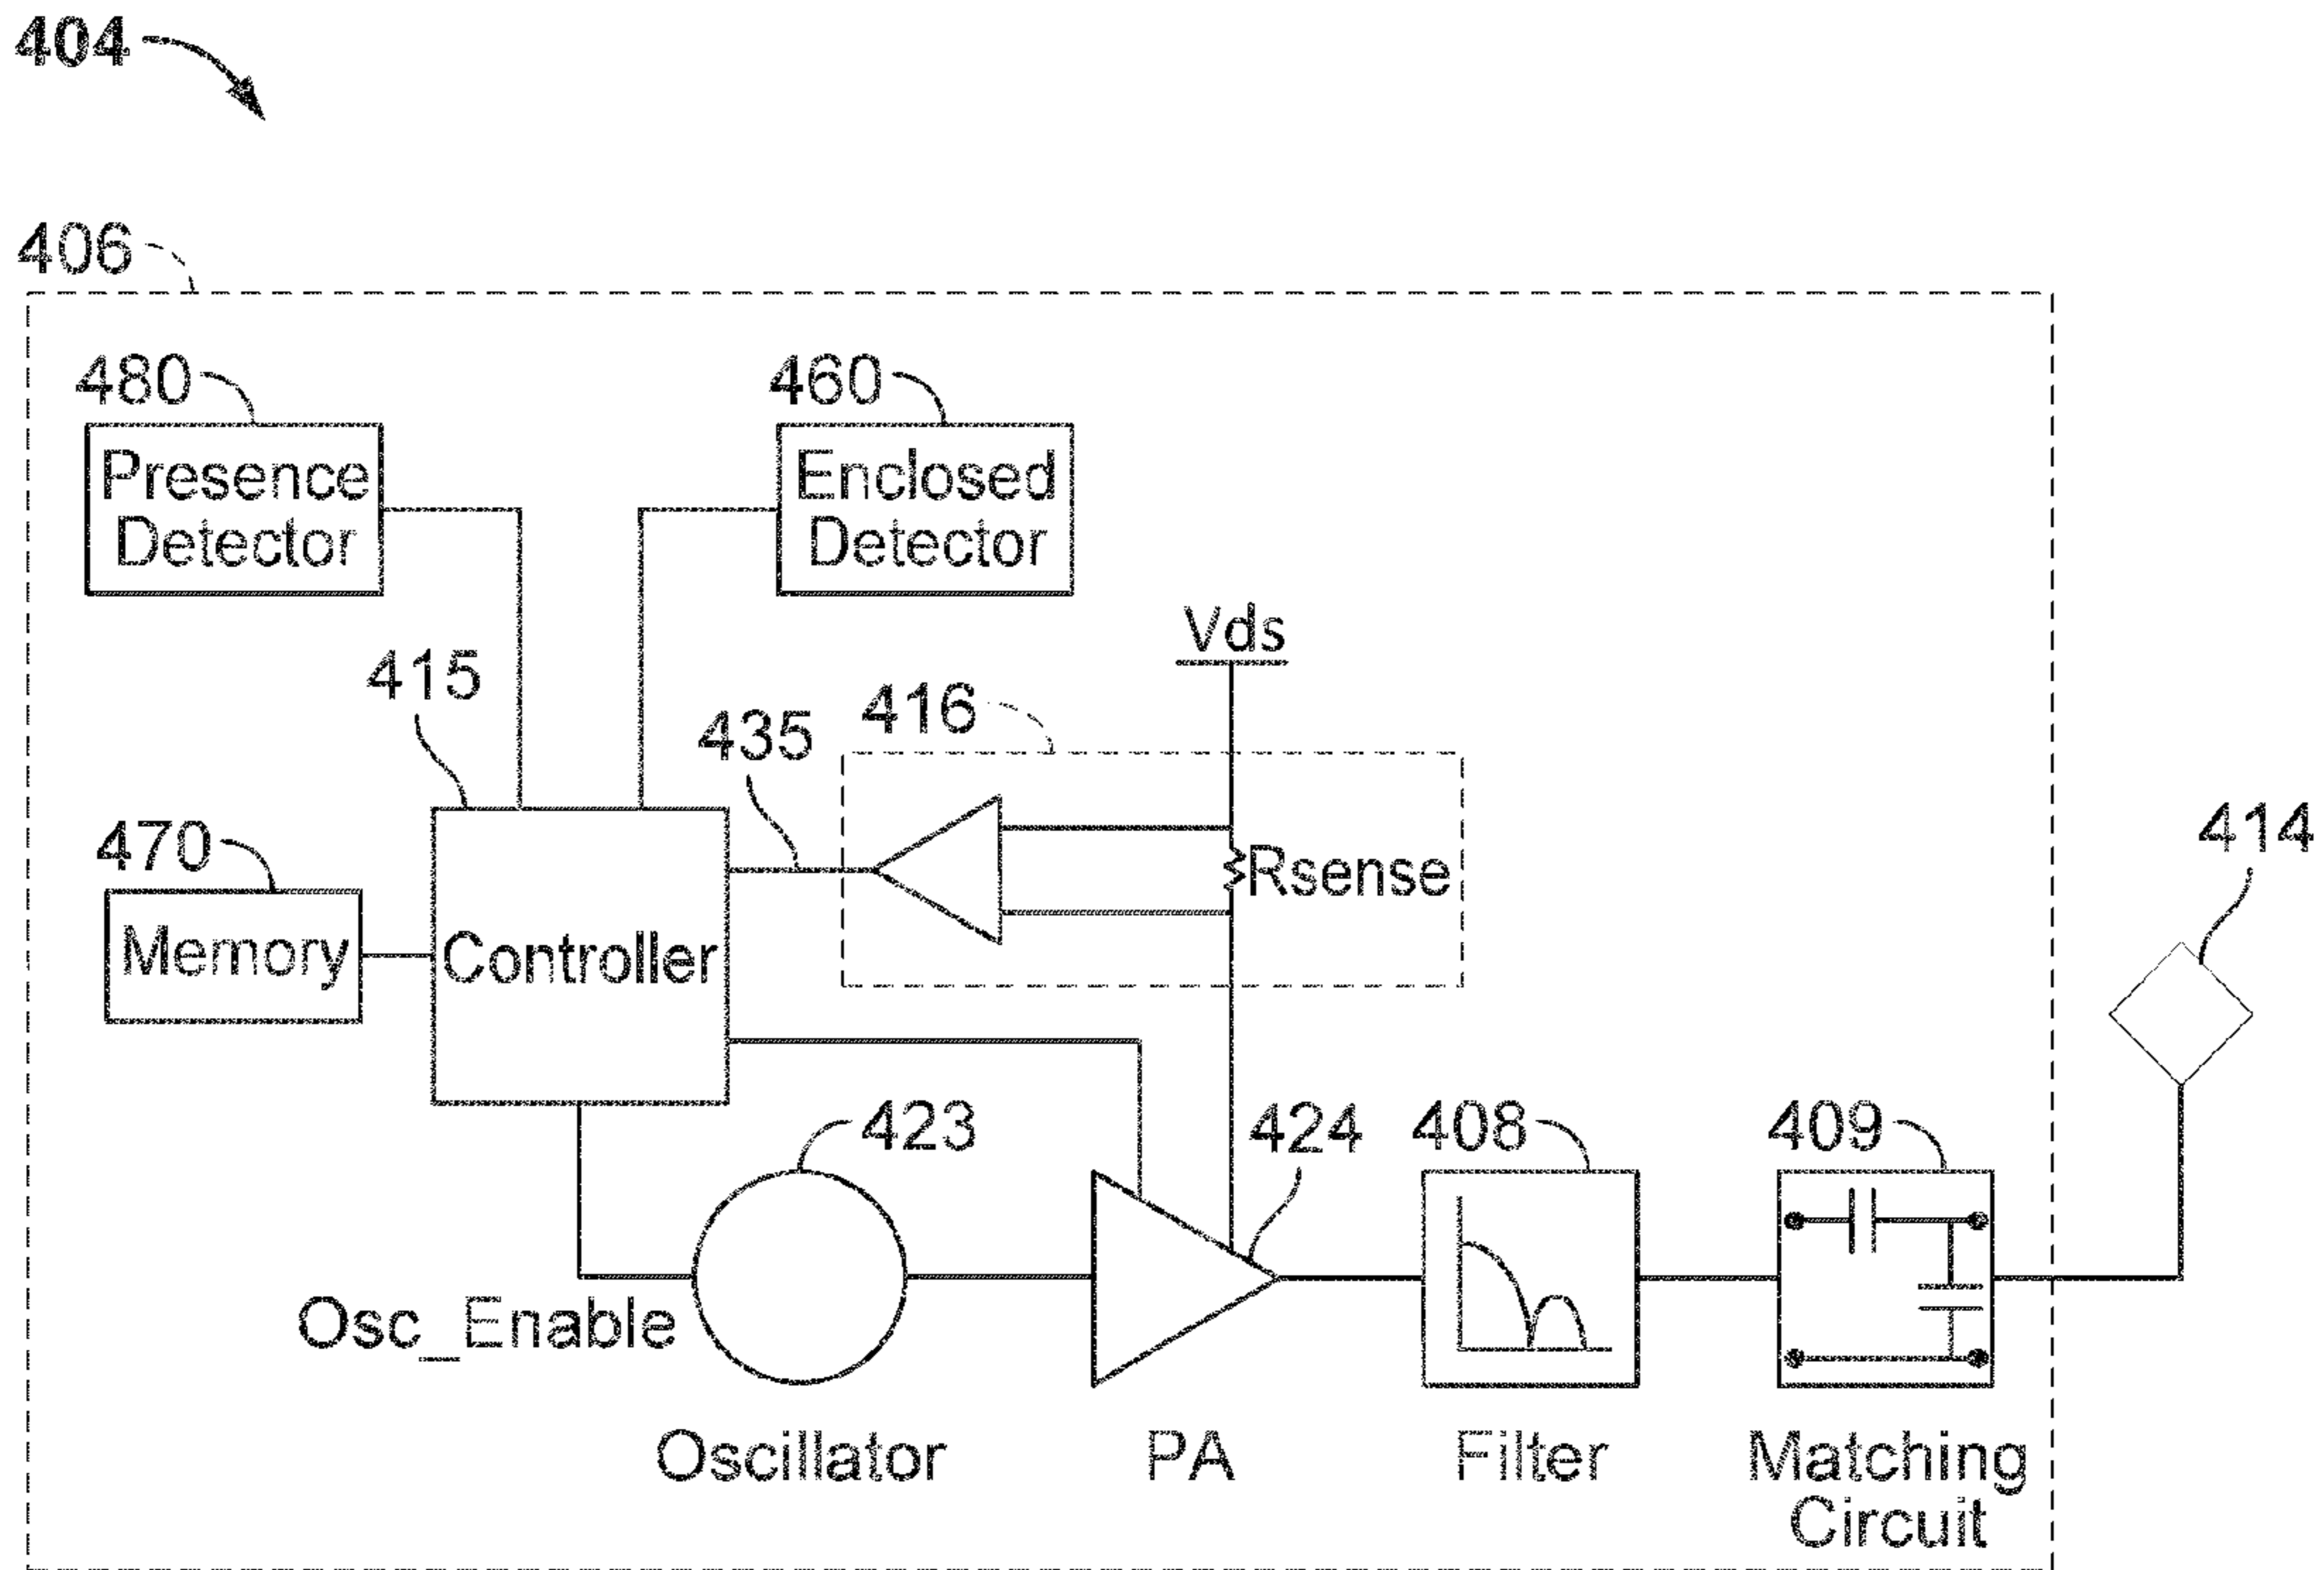 404
406
480
460
Presence
Detector
Enclosed
Detector
Vds
415
416
435
470
Rsense
414
Memory
Controller
423
424
408
409
Osc_Enable
Oscillator
PA
Filter
Matching
Circuit